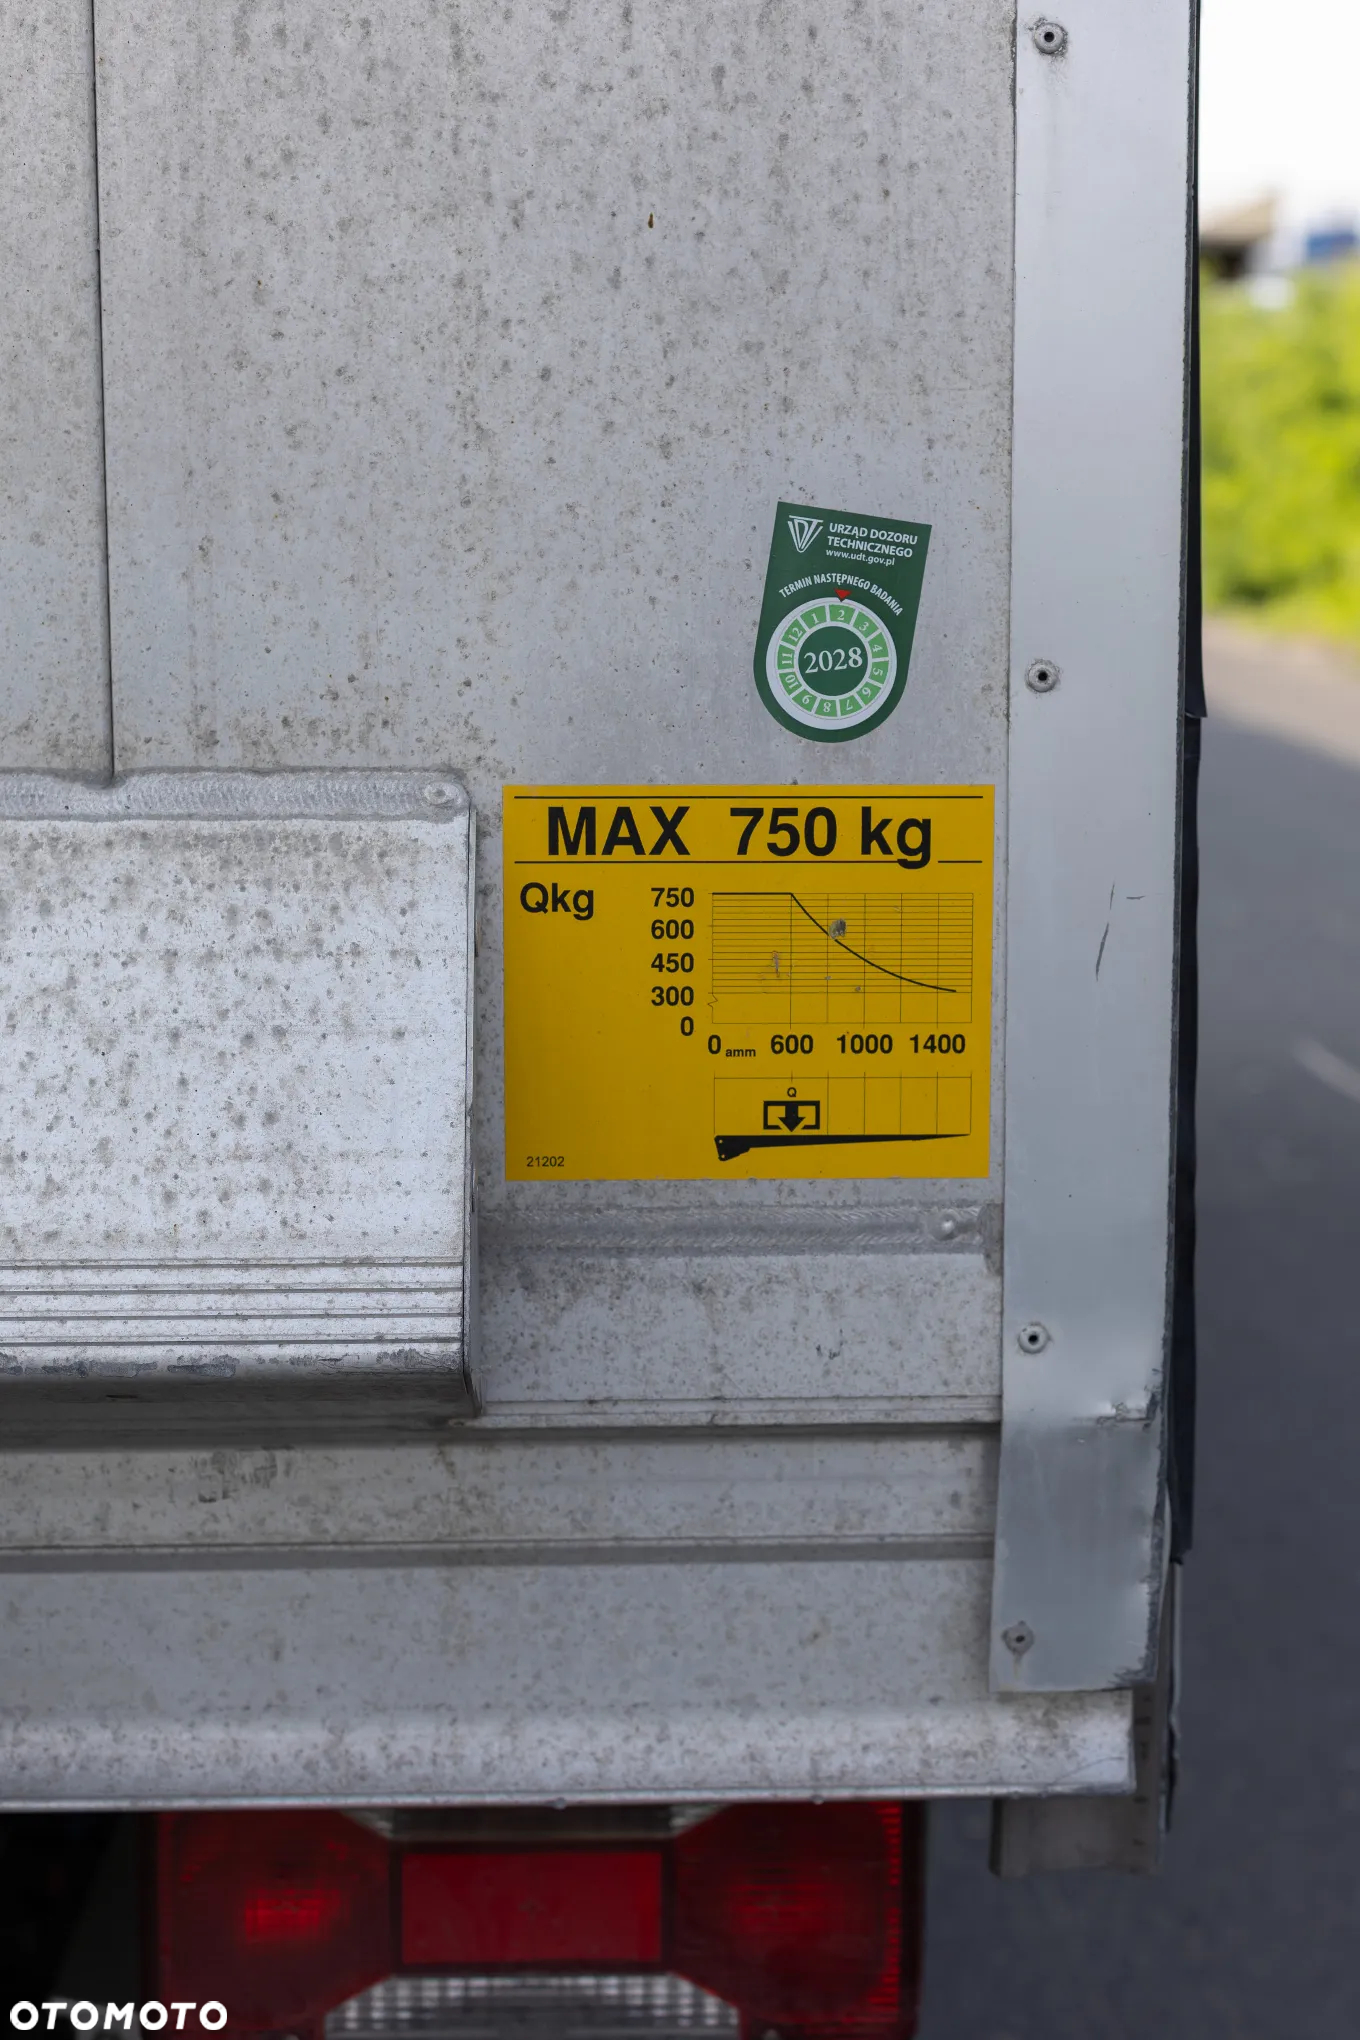 UDT
URZĄD DOZORU
TECHNICZNEGO
www.udt.gov.pl
TERMIN NASTĘPNEGO BADANIA
1 2 3 4 5 6 7 8 9 10 11 12
2028
MAX 750 kg
Qkg
750
600
450
300
0
0 amm 600 1000 1400
Q
21202
OTOMOTO